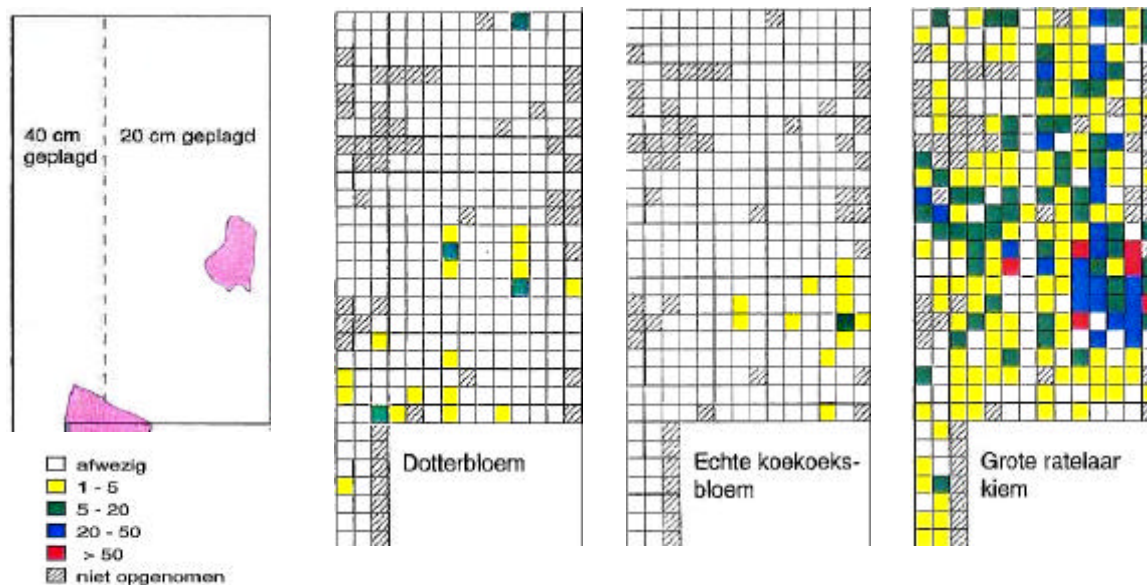 40 cm
geplagd
20 cm geplagd
afwezig
1 - 5
5 - 20
20 - 50
> 50
niet opgenomen
Dotterbloem
Echte koekoeks-
bloem
Grote ratelaar
kiem